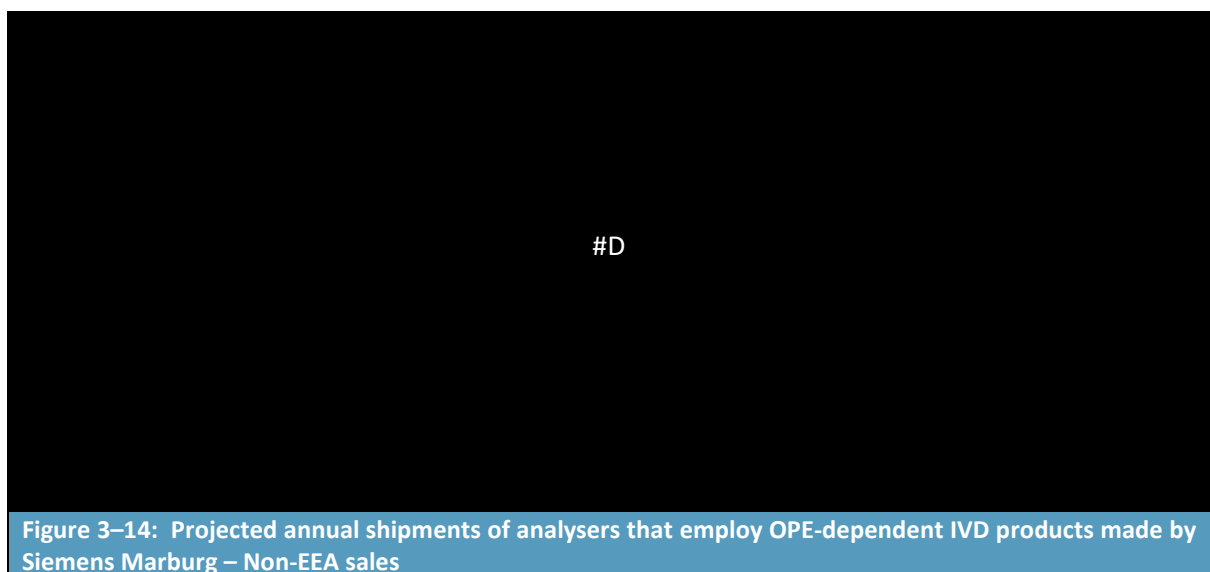 #D
Figure 3–14:  Projected annual shipments of analysers that employ OPE-dependent IVD products made by
Siemens Marburg – Non-EEA sales